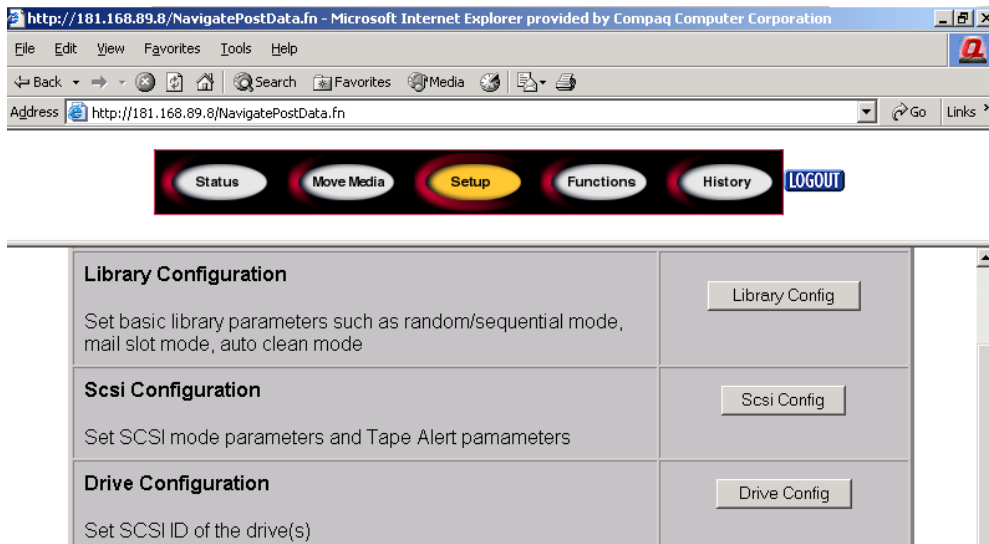 http://181.168.89.8/NavigatePostData.fn - Microsoft Internet Explorer provided by Compaq Computer Corporation
File Edit View Favorites Tools Help
Back Search Favorites Media
Address http://181.168.89.8/NavigatePostData.fn Go Links »
Status Move Media Setup Functions History LOGOUT
Library Configuration
Library Config
Set basic library parameters such as random/sequential mode,
mail slot mode, auto clean mode
Scsi Configuration
Scsi Config
Set SCSI mode parameters and Tape Alert pamameters
Drive Configuration
Drive Config
Set SCSI ID of the drive(s)